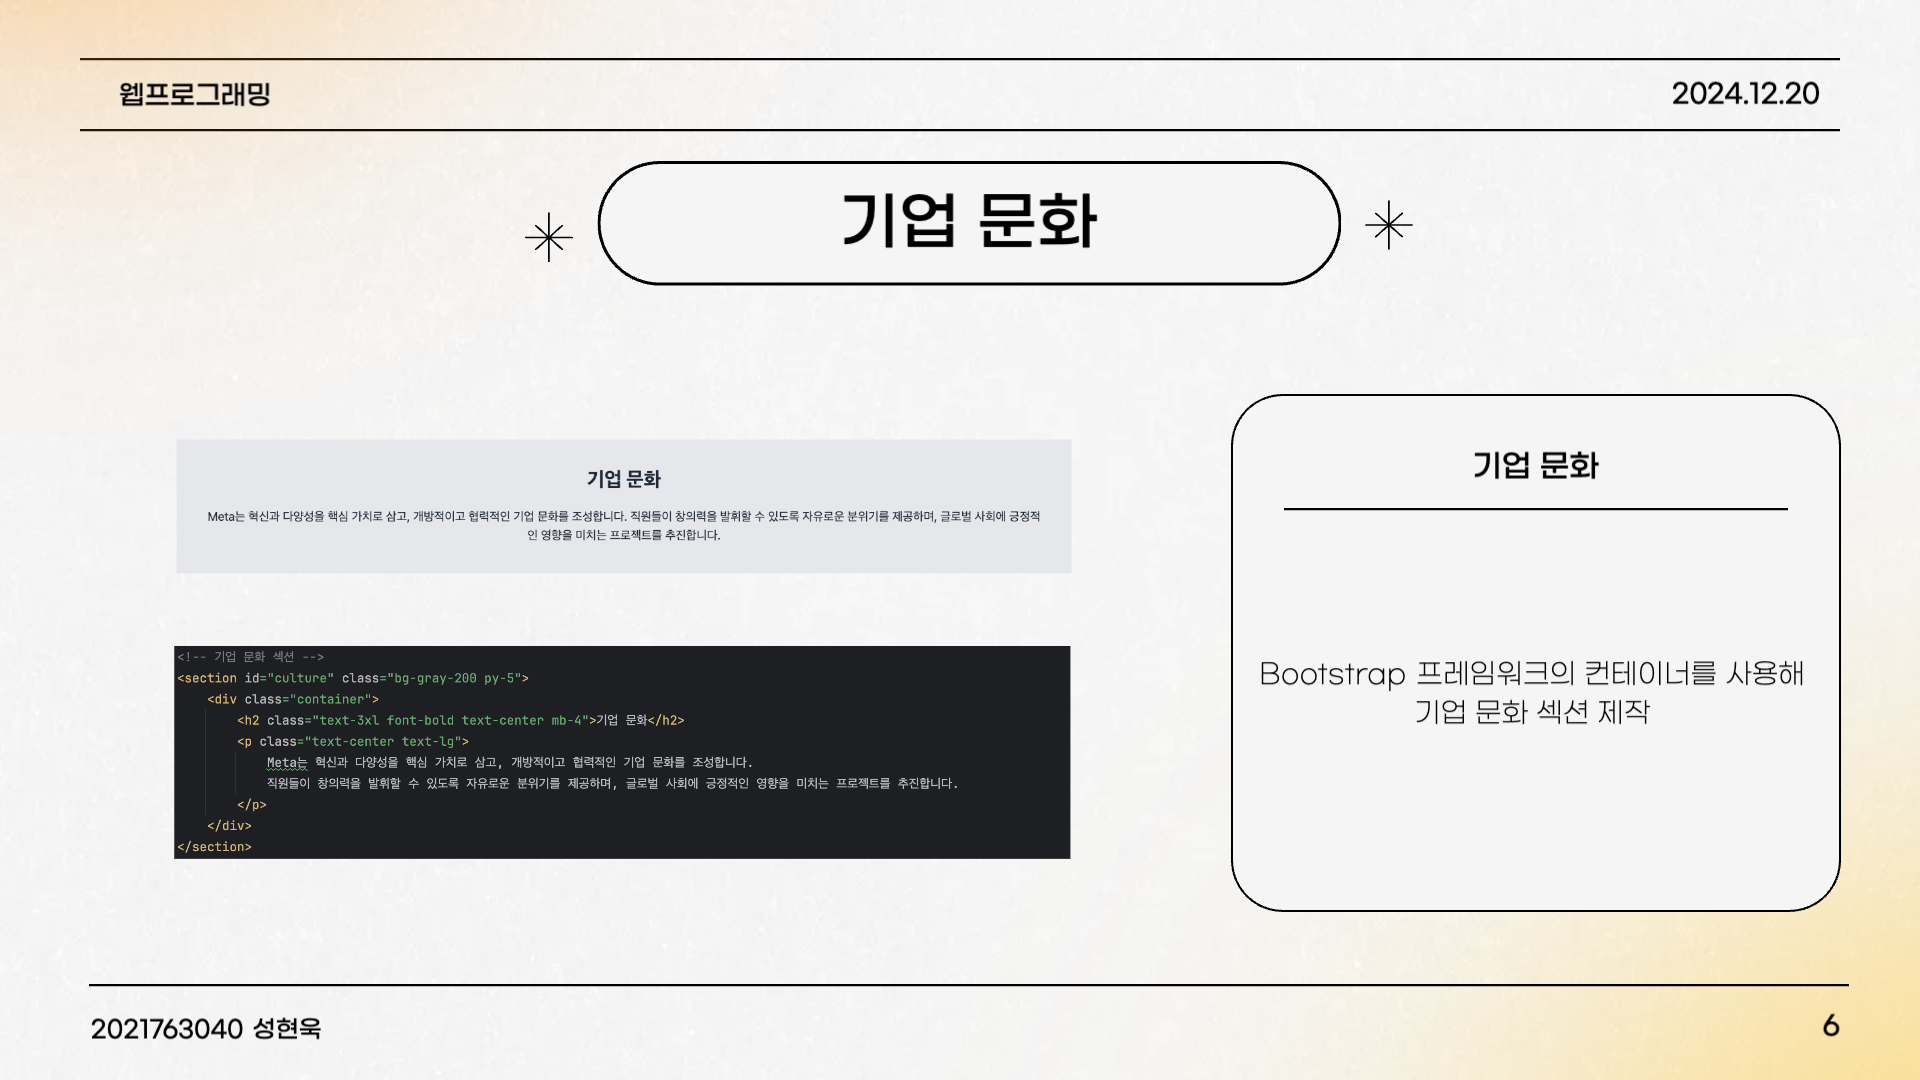 웹프로그래밍
2024.12.20
기업 문화
기업 문화
Meta는 혁신과 다양성을 핵심 가치로 삼고, 개방적이고 협력적인 기업 문화를 조성합니다. 직원들이 창의력을 발휘할 수 있도록 자유로운 분위기를 제공하며, 글로벌 사회에 긍정적
인 영향을 미치는 프로젝트를 추진합니다.
<!-- 기업 문화 섹션 -->
<section id="culture" class="bg-gray-200 py-5">
<div class="container">
<h2 class="text-3xl font-bold text-center mb-4">기업 문화</h2>
<p class="text-center text-lg">
Meta는 혁신과 다양성을 핵심 가치로 삼고, 개방적이고 협력적인 기업 문화를 조성합니다.
직원들이 창의력을 발휘할 수 있도록 자유로운 분위기를 제공하며, 글로벌 사회에 긍정적인 영향을 미치는 프로젝트를 추진합니다.
</p>
</div>
</section>
기업 문화
Bootstrap 프레임워크의 컨테이너를 사용해
기업 문화 섹션 제작
2021763040 성현욱
6